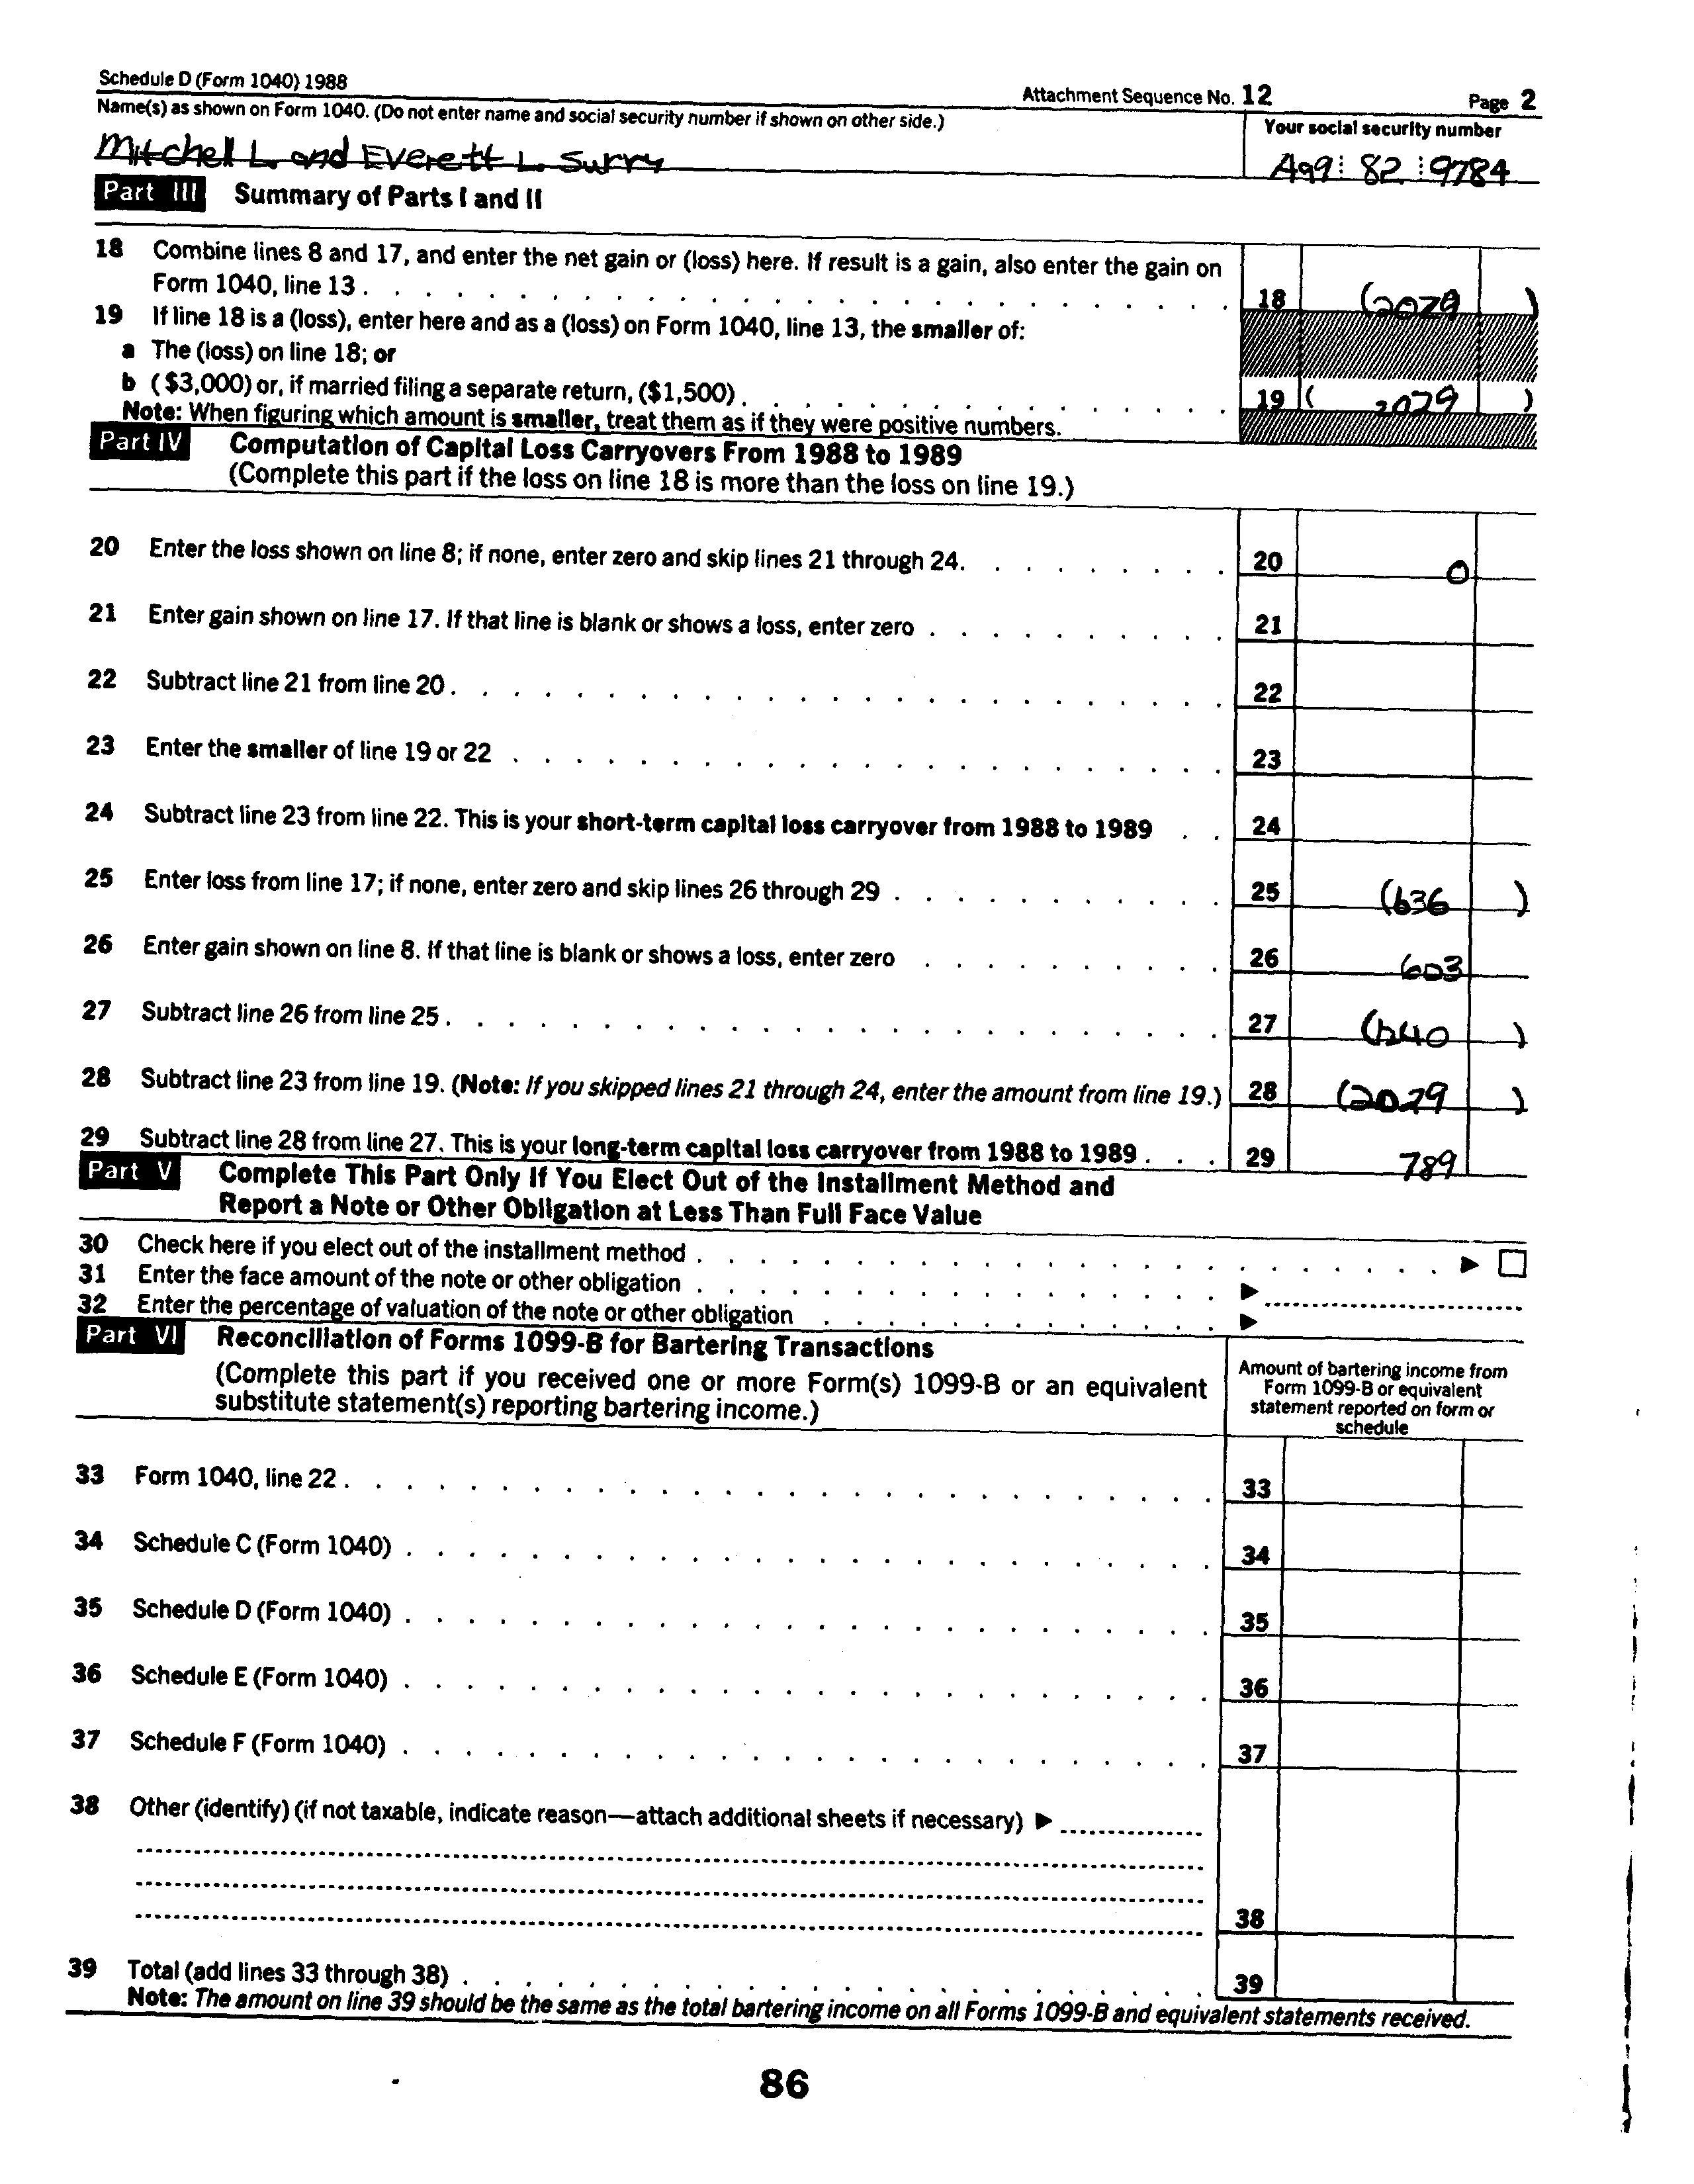 Schedule D (Form 1040) 1988
Attachment Sequence No. 12
Page 2
Name(s) as shown on Form 1040. (Do not enter name and social security number if shown on other side.)
Your social security number
Mitchell L. and Everett L. Surry
A99 82 9784
Part III Summary of Parts I and II
18 Combine lines 8 and 17, and enter the net gain or (loss) here. If result is a gain, also enter the gain on
Form 1040, line 13 . 18 (2029 )
19 If line 18 is a (loss), enter here and as a (loss) on Form 1040, line 13, the smaller of:
a The (loss) on line 18; or
b ($3,000) or, if married filing a separate return, ($1,500) . 19 ( 2029 )
Note: When figuring which amount is smaller, treat them as if they were positive numbers.
Part IV Computation of Capital Loss Carryovers From 1988 to 1989
(Complete this part if the loss on line 18 is more than the loss on line 19.)
20 Enter the loss shown on line 8; if none, enter zero and skip lines 21 through 24. 20 0
21 Enter gain shown on line 17. If that line is blank or shows a loss, enter zero . 21
22 Subtract line 21 from line 20 . 22
23 Enter the smaller of line 19 or 22 . 23
24 Subtract line 23 from line 22. This is your short-term capital loss carryover from 1988 to 1989 . 24
25 Enter loss from line 17; if none, enter zero and skip lines 26 through 29 . 25 (636 )
26 Enter gain shown on line 8. If that line is blank or shows a loss, enter zero . 26 603
27 Subtract line 26 from line 25 . 27
28 Subtract line 23 from line 19. (Note: If you skipped lines 21 through 24, enter the amount from line 19.) 28 (2029 )
29 Subtract line 28 from line 27. This is your long-term capital loss carryover from 1988 to 1989 . 29 789
Part V Complete This Part Only If You Elect Out of the Installment Method and
Report a Note or Other Obligation at Less Than Full Face Value
30 Check here if you elect out of the installment method . ▶ □
31 Enter the face amount of the note or other obligation . ▶
32 Enter the percentage of valuation of the note or other obligation . ▶
Part VI Reconciliation of Forms 1099-B for Bartering Transactions
(Complete this part if you received one or more Form(s) 1099-B or an equivalent
substitute statement(s) reporting bartering income.)
Amount of bartering income from
Form 1099-B or equivalent
statement reported on form or
schedule
33 Form 1040, line 22 . 33
34 Schedule C (Form 1040) . 34
35 Schedule D (Form 1040) . 35
36 Schedule E (Form 1040) . 36
37 Schedule F (Form 1040) . 37
38 Other (identify) (if not taxable, indicate reason—attach additional sheets if necessary) ▶
38
39 Total (add lines 33 through 38) . 39
Note: The amount on line 39 should be the same as the total bartering income on all Forms 1099-B and equivalent statements received.
86